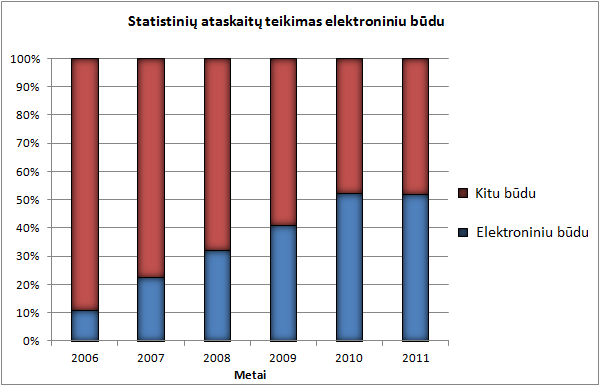 Statistinių ataskaitų teikimas elektroniniu būdu
100%
90%
80%
70%
60%
50%
40%
30%
20%
10%
0%
2006 2007 2008 2009 2010 2011
Metai
Kitu būdu
Elektroniniu būdu